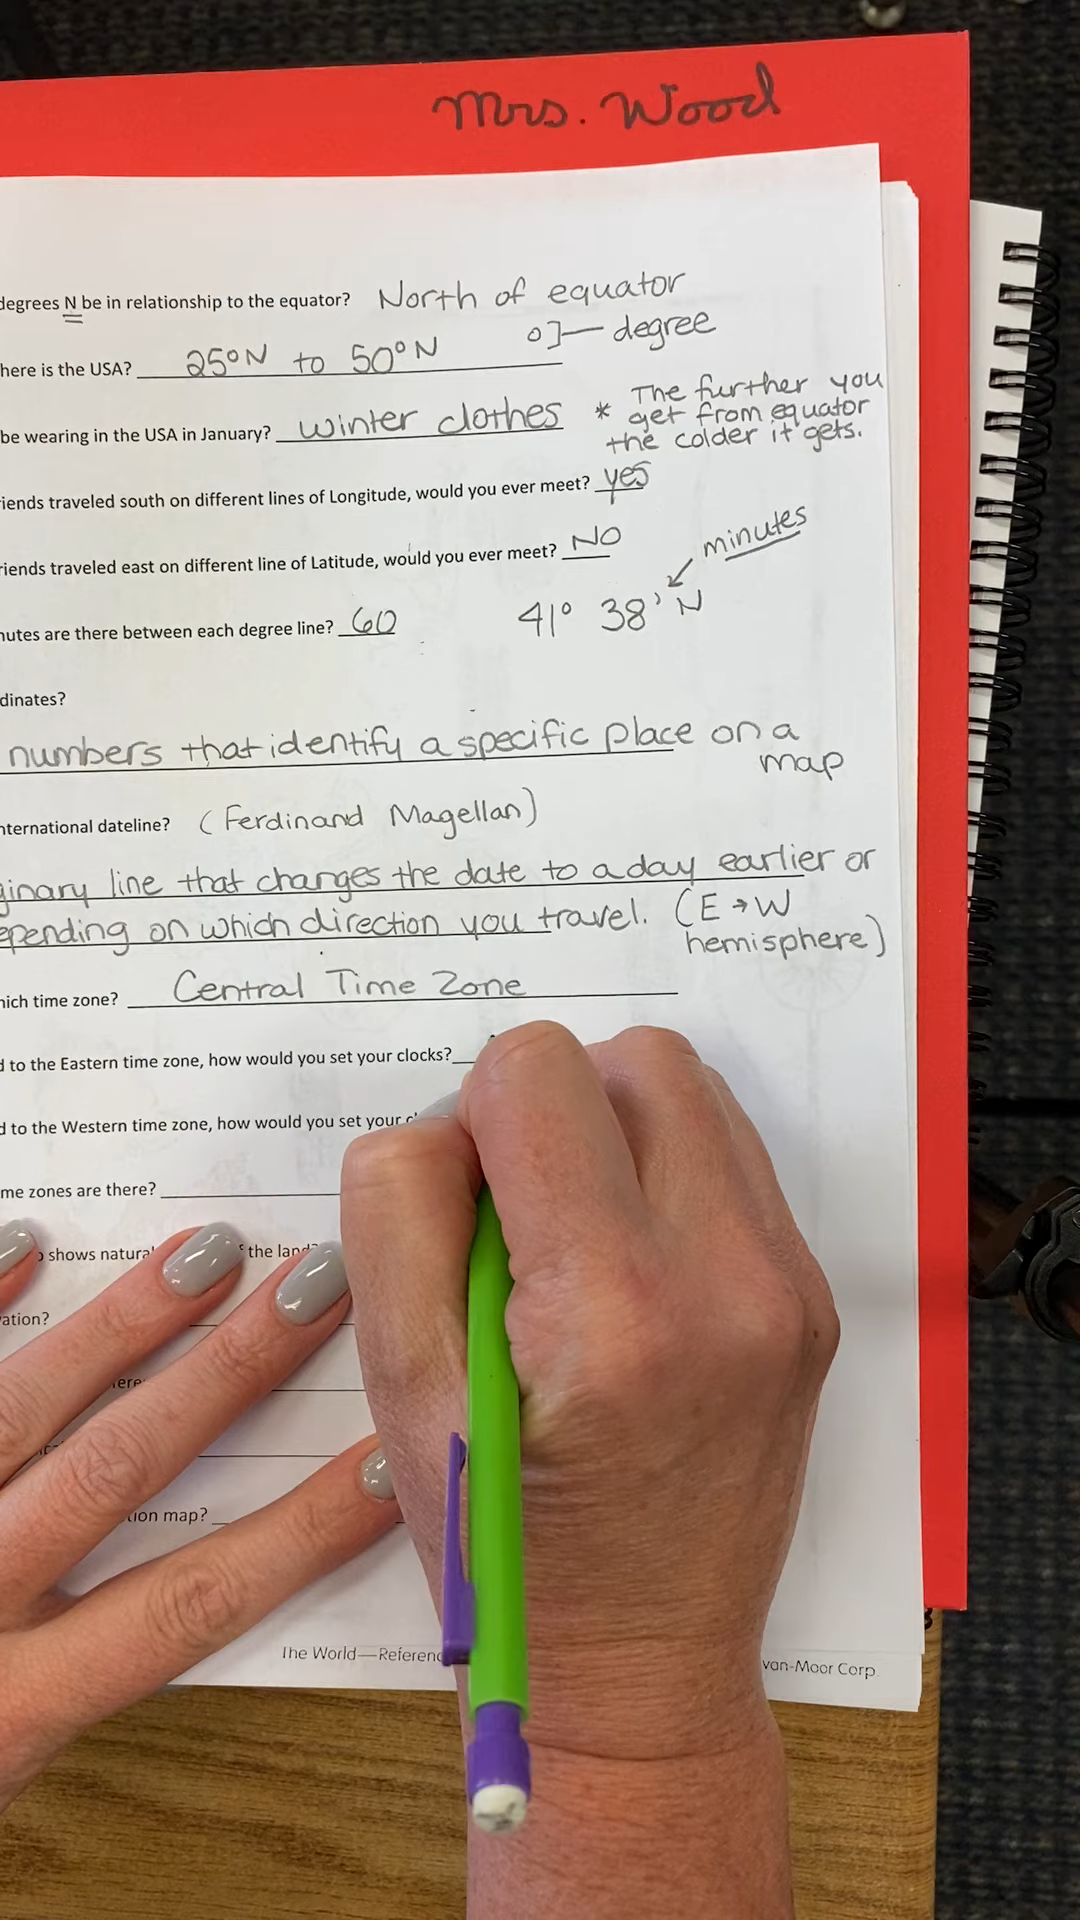 Mrs. Wood
degrees N be in relationship to the equator? North of equator
here is the USA? 25°N to 50°N o]— degree
be wearing in the USA in January? winter clothes * The further you
get from equator
the colder it gets.
riends traveled south on different lines of Longitude, would you ever meet? yes
riends traveled east on different line of Latitude, would you ever meet? NO
minutes
nutes are there between each degree line? 60 41° 38' N
dinates?
numbers that identify a specific place on a
map
nternational dateline? (Ferdinand Magellan)
ginary line that changes the date to a day earlier or
epending on which direction you travel. (E→W
hemisphere)
hich time zone? Central Time Zone
d to the Eastern time zone, how would you set your clocks?
d to the Western time zone, how would you set your
me zones are there?
shows natural the land?
ation?
ere
tion map?
The World—Referenc van-Moor Corp.